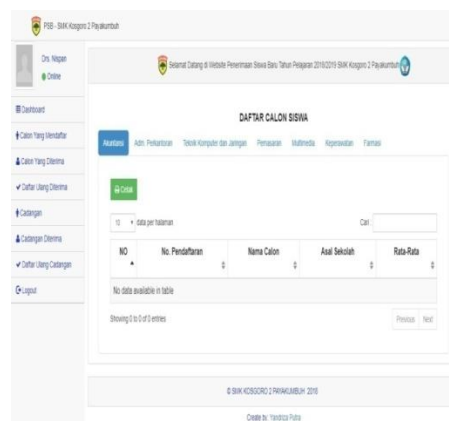 PSB - SMK Kosgoro 2 Payakumbuh
Drs. Nispan
Online
Selamat Datang di Website Penerimaan Siswa Baru Tahun Pelajaran 2018/2019 SMK Kosgoro 2 Payakumbuh
Dashboard
Calon Yang Mendaftar
Calon Yang Diterima
Daftar Ulang Diterima
Cadangan
Cadangan Diterima
Daftar Ulang Cadangan
Logout
DAFTAR CALON SISWA
Akuntansi Adm. Perkantoran Teknik Komputer dan Jaringan Pemasaran Multimedia Keperawatan Farmasi
Cetak
10 data per halaman Cari :
NO No. Pendaftaran Nama Calon Asal Sekolah Rata-Rata
No data available in table
Showing 0 to 0 of 0 entries Previous Next
© SMK KOSGORO 2 PAYAKUMBUH 2018
Create by: Yandriza Putra